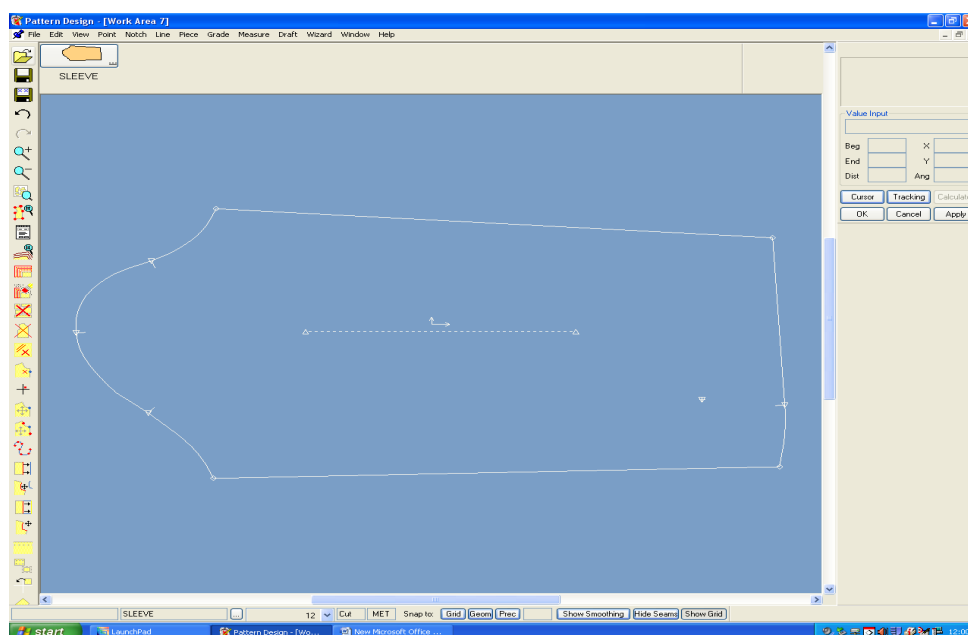 Pattern Design - [Work Area 7]
File Edit View Point Notch Line Piece Grade Measure Draft Wizard Window Help
SLEEVE
Value Input
Beg X
End Y
Dist Ang
Cursor Tracking Calculate
OK Cancel Apply
SLEEVE ... 12 Cut MET Snap to: Grid Geom Prec Show Smoothing Hide Seams Show Grid
start LaunchPad Pattern Design - [Wo... New Microsoft Office ...